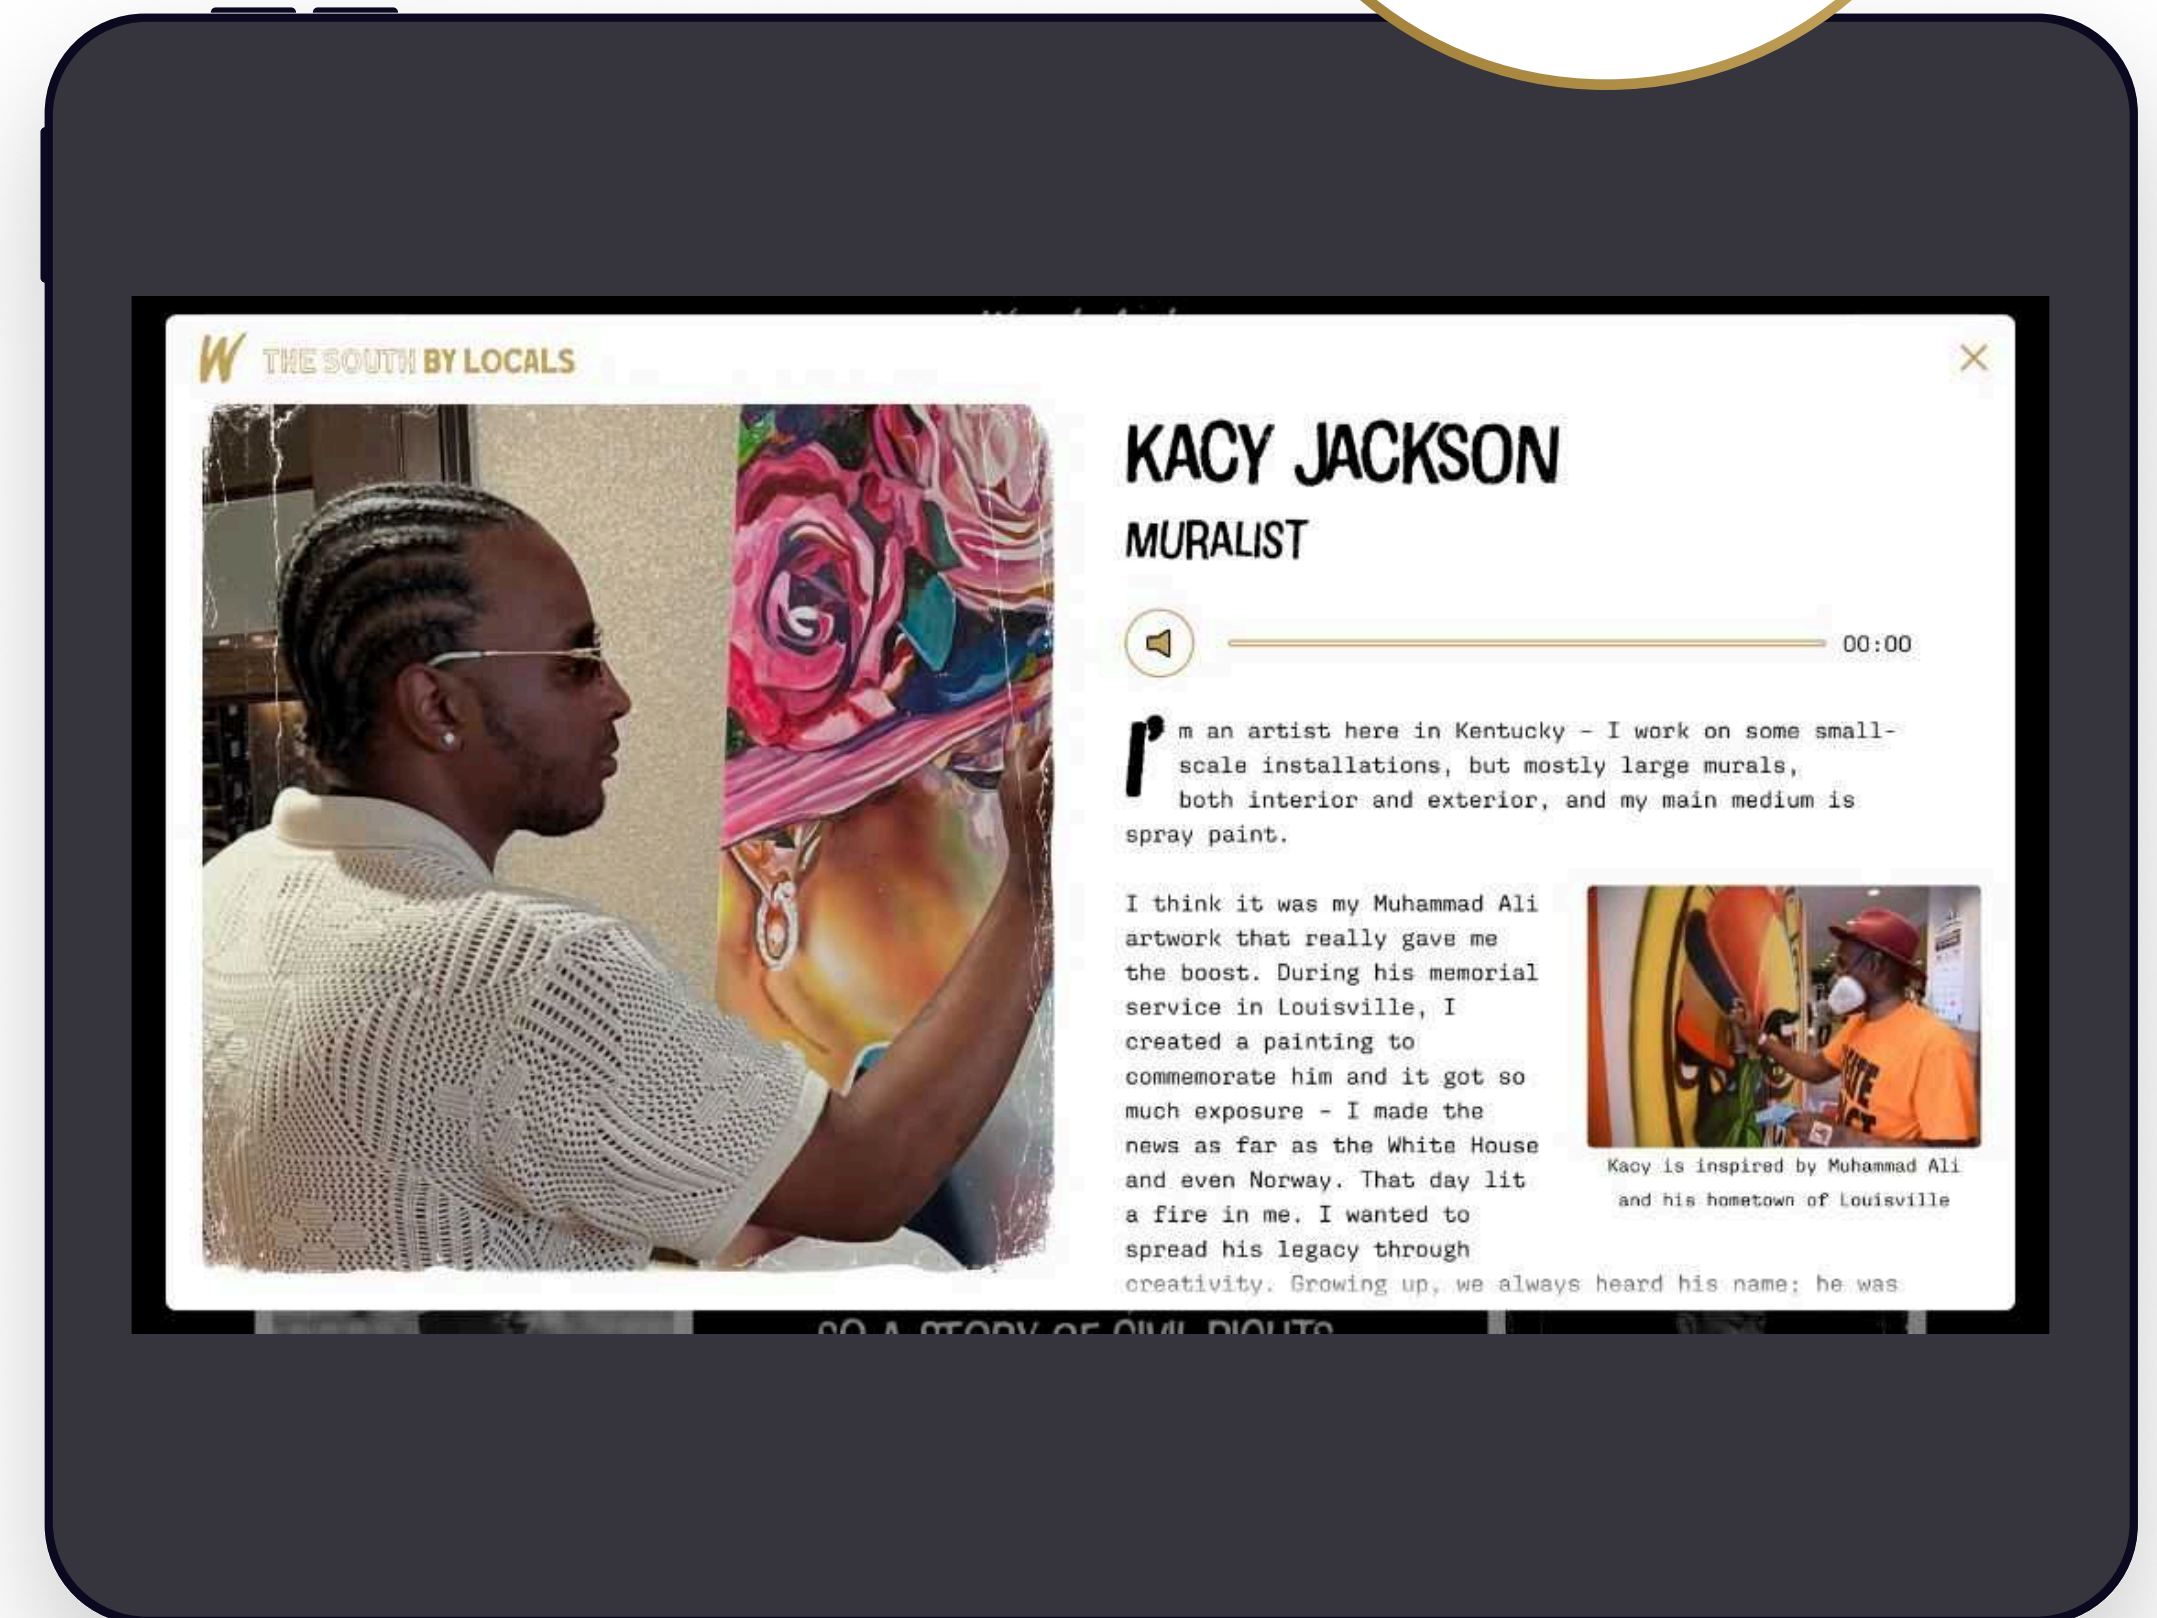 W THE SOUTH BY LOCALS
KACY JACKSON
MURALIST
00:00
I'm an artist here in Kentucky – I work on some small-
scale installations, but mostly large murals,
both interior and exterior, and my main medium is
spray paint.
I think it was my Muhammad Ali
artwork that really gave me
the boost. During his memorial
service in Louisville, I
created a painting to
commemorate him and it got so
much exposure – I made the
news as far as the White House
and even Norway. That day lit
a fire in me. I wanted to
spread his legacy through
creativity. Growing up, we always heard his name; he was
Kacy is inspired by Muhammad Ali
and his hometown of Louisville
SO A STORY OF CIVIL RIGHTS